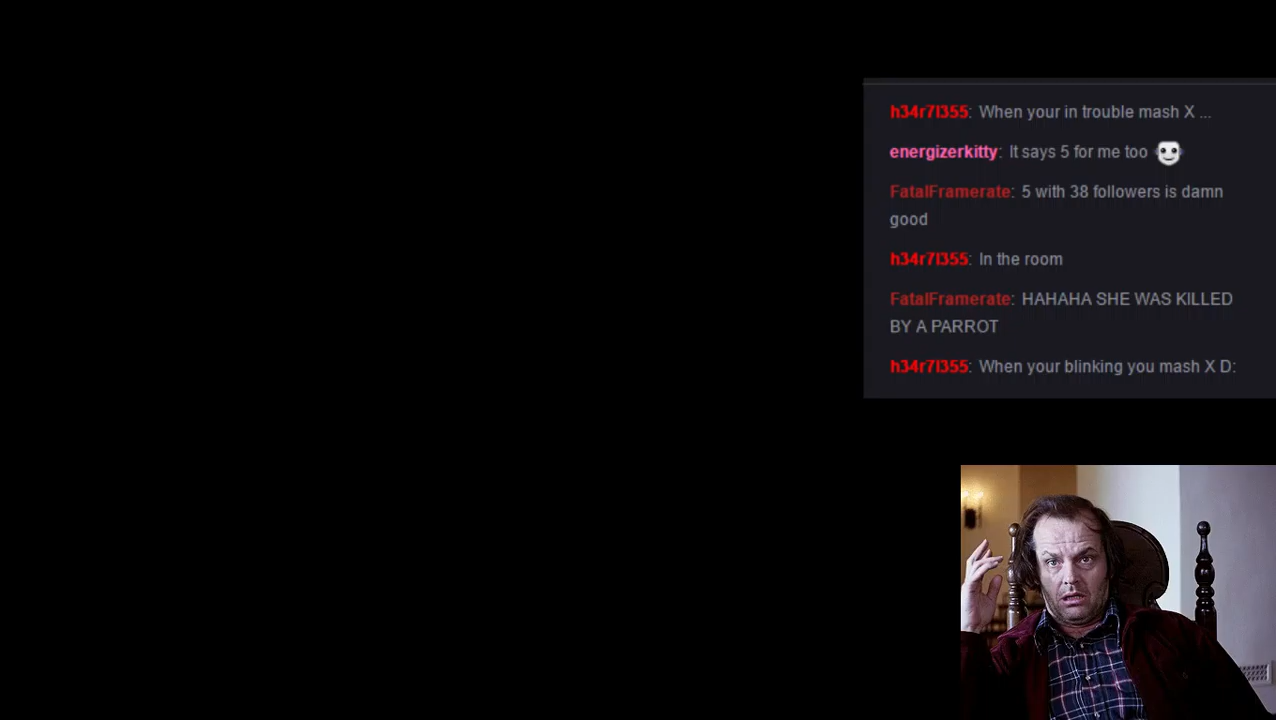 h34r7l355: When your in trouble mash X ...
energizerkitty: It says 5 for me too
FatalFramerate: 5 with 38 followers is damn
good
h34r7l355: In the room
FatalFramerate: HAHAHA SHE WAS KILLED
BY A PARROT
h34r7l355: When your blinking you mash X D: